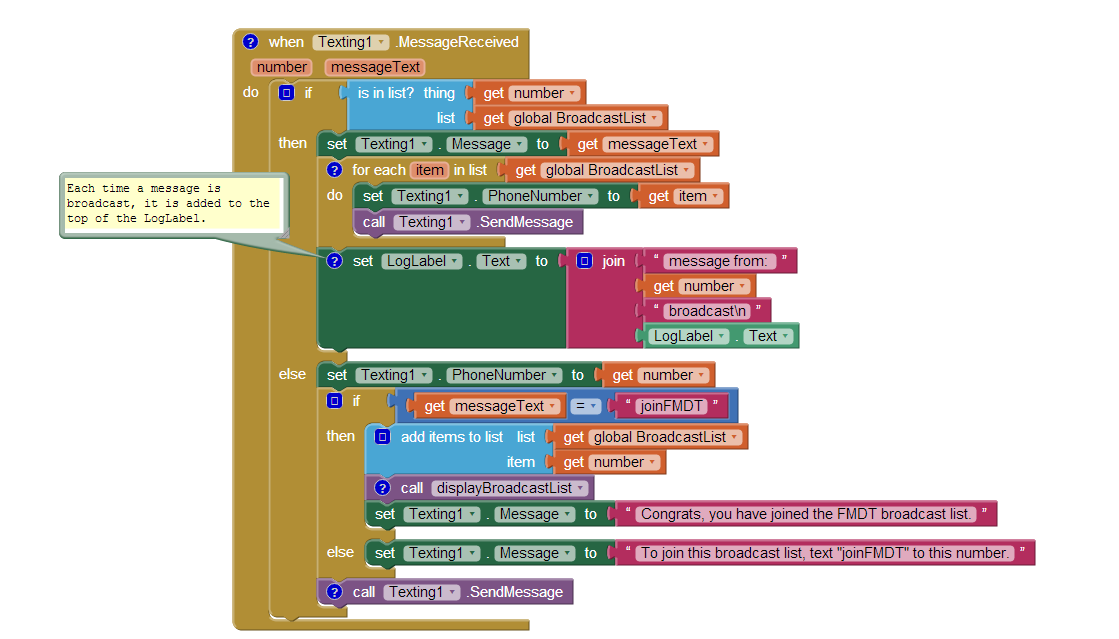 ? when Texting1 .MessageReceived
number messageText
do if is in list? thing get number
list get global BroadcastList
then set Texting1 . Message to get messageText
? for each item in list get global BroadcastList
Each time a message is
broadcast, it is added to the
top of the LogLabel.
do set Texting1 . PhoneNumber to get item
call Texting1 .SendMessage
? set LogLabel . Text to join " message from: "
get number
" broadcast\n "
LogLabel . Text
else set Texting1 . PhoneNumber to get number
if get messageText = " joinFMDT "
then add items to list list get global BroadcastList
item get number
? call displayBroadcastList
set Texting1 . Message to " Congrats, you have joined the FMDT broadcast list. "
else set Texting1 . Message to " To join this broadcast list, text "joinFMDT" to this number. "
? call Texting1 .SendMessage